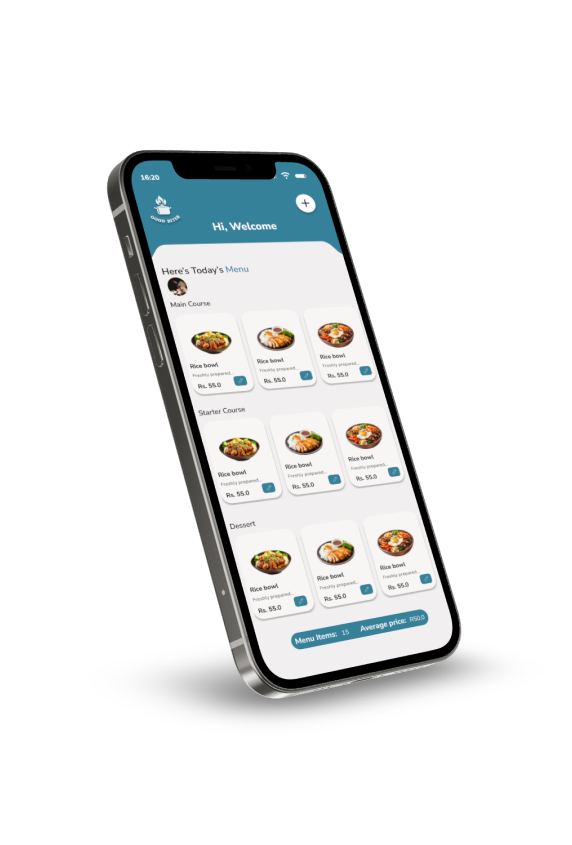 16:20
Hi, Welcome
Here's Today's Menu
Main Course
Rice bowl
Freshly prepared..
Rs. 55.0
Rice bowl
Freshly prepared..
Rs. 55.0
Rice bowl
Freshly prepared..
Rs. 55.0
Starter Course
Rice bowl
Freshly prepared..
Rs. 55.0
Rice bowl
Freshly prepared..
Rs. 55.0
Rice bowl
Freshly prepared..
Rs. 55.0
Dessert
Rice bowl
Freshly prepared..
Rs. 55.0
Rice bowl
Freshly prepared..
Rs. 55.0
Rice bowl
Freshly prepared..
Rs. 55.0
Menu Items: 15 Average price: R50.0